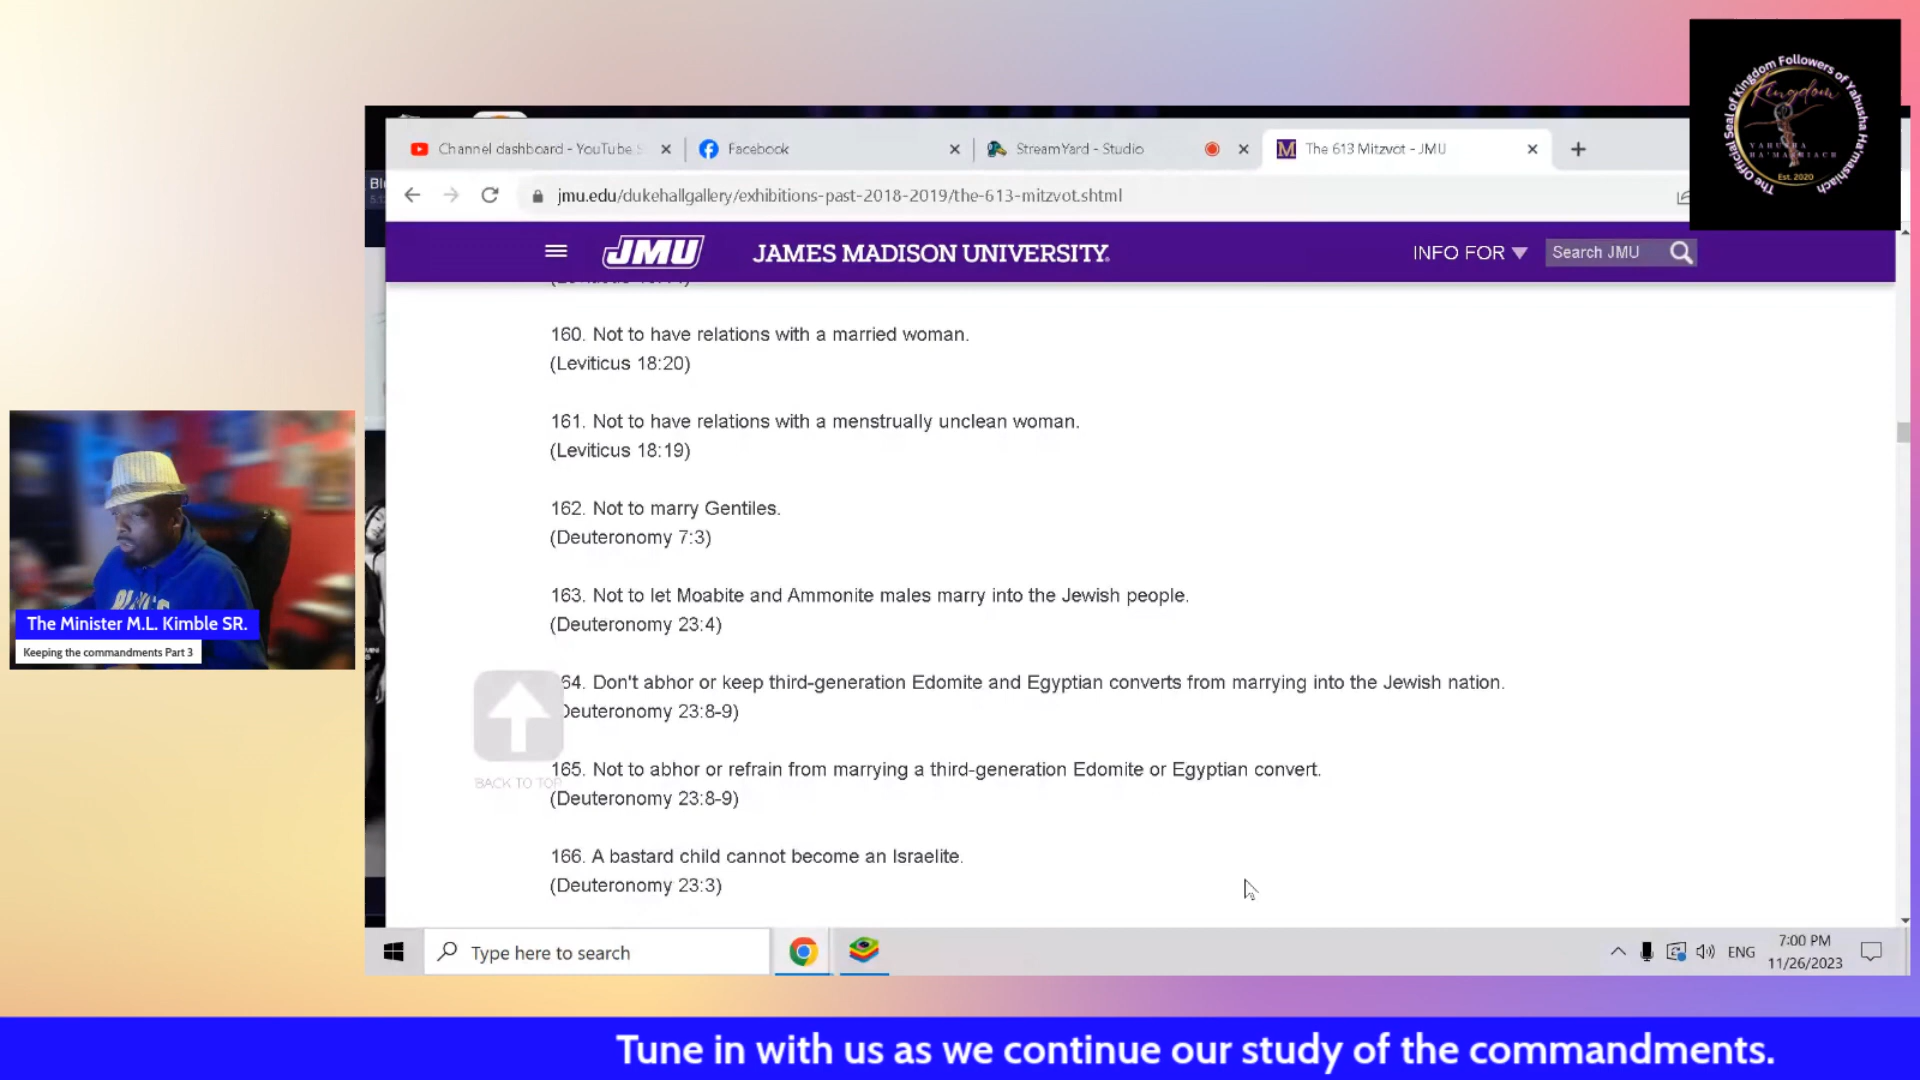 The Official Seal of Kingdom Followers of Yahusha Ha'mashiach
Kingdom
YAHUSHA
HA'MASHIACH
Est. 2020
Channel dashboard - YouTube
Facebook
StreamYard - Studio
The 613 Mitzvot - JMU
jmu.edu/dukehallgallery/exhibitions-past-2018-2019/the-613-mitzvot.shtml
JMU
JAMES MADISON UNIVERSITY.
INFO FOR
Search JMU
160. Not to have relations with a married woman.
(Leviticus 18:20)
161. Not to have relations with a menstrually unclean woman.
(Leviticus 18:19)
162. Not to marry Gentiles.
(Deuteronomy 7:3)
163. Not to let Moabite and Ammonite males marry into the Jewish people.
(Deuteronomy 23:4)
64. Don't abhor or keep third-generation Edomite and Egyptian converts from marrying into the Jewish nation.
Deuteronomy 23:8-9)
BACK TO TOP
165. Not to abhor or refrain from marrying a third-generation Edomite or Egyptian convert.
(Deuteronomy 23:8-9)
166. A bastard child cannot become an Israelite.
(Deuteronomy 23:3)
The Minister M.L. Kimble SR.
Keeping the commandments Part 3
Type here to search
ENG
7:00 PM
11/26/2023
Tune in with us as we continue our study of the commandments.